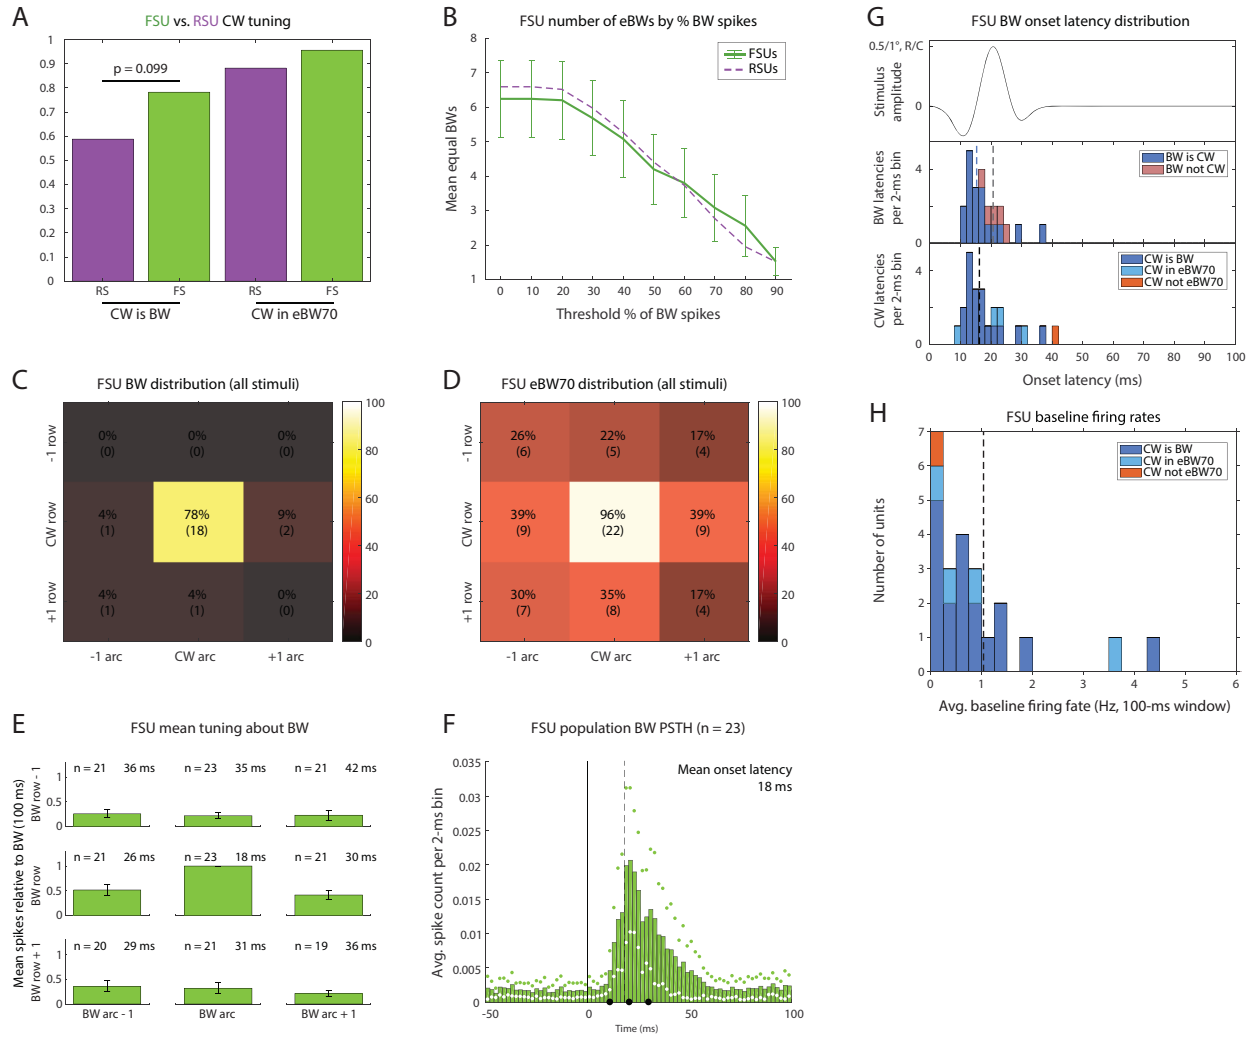 A
FSU vs. RSU CW tuning
1
0.9
0.8
0.7
0.6
0.5
0.4
0.3
0.2
0.1
0
p = 0.099
RS
FS
RS
FS
CW is BW
CW in eBW70
B
FSU number of eBWs by % BW spikes
Mean equal BWs
8
7
6
5
4
3
2
1
FSUs
RSUs
0 10 20 30 40 50 60 70 80 90
Threshold % of BW spikes
C
FSU BW distribution (all stimuli)
-1 row
CW row
+1 row
0%
(0)
0%
(0)
0%
(0)
4%
(1)
78%
(18)
9%
(2)
4%
(1)
4%
(1)
0%
(0)
-1 arc
CW arc
+1 arc
100
80
60
40
20
0
D
FSU eBW70 distribution (all stimuli)
-1 row
CW row
+1 row
26%
(6)
22%
(5)
17%
(4)
39%
(9)
96%
(22)
39%
(9)
30%
(7)
35%
(8)
17%
(4)
-1 arc
CW arc
+1 arc
100
80
60
40
20
0
E
FSU mean tuning about BW
Mean spikes relative to BW (100 ms)
BW row - 1
1
0.5
0
n = 21 36 ms
n = 23 35 ms
n = 21 42 ms
BW row
1
0.5
0
n = 21 26 ms
n = 23 18 ms
n = 21 30 ms
BW row + 1
1
0.5
0
n = 20 29 ms
n = 21 31 ms
n = 19 36 ms
BW arc - 1
BW arc
BW arc + 1
F
FSU population BW PSTH (n = 23)
Avg. spike count per 2-ms bin
0.035
0.03
0.025
0.02
0.015
0.01
0.005
0
Mean onset latency
18 ms
-50 0 50 100
Time (ms)
G
FSU BW onset latency distribution
Stimulus
amplitude
0.5/1°, R/C
0
BW latencies
per 2-ms bin
4
2
BW is CW
BW not CW
CW latencies
per 2-ms bin
4
2
0
CW is BW
CW in eBW70
CW not eBW70
0 10 20 30 40 50 60 70 80 90 100
Onset latency (ms)
H
FSU baseline firing rates
Number of units
7
6
5
4
3
2
1
0
CW is BW
CW in eBW70
CW not eBW70
0 1 2 3 4 5 6
Avg. baseline firing fate (Hz, 100-ms window)